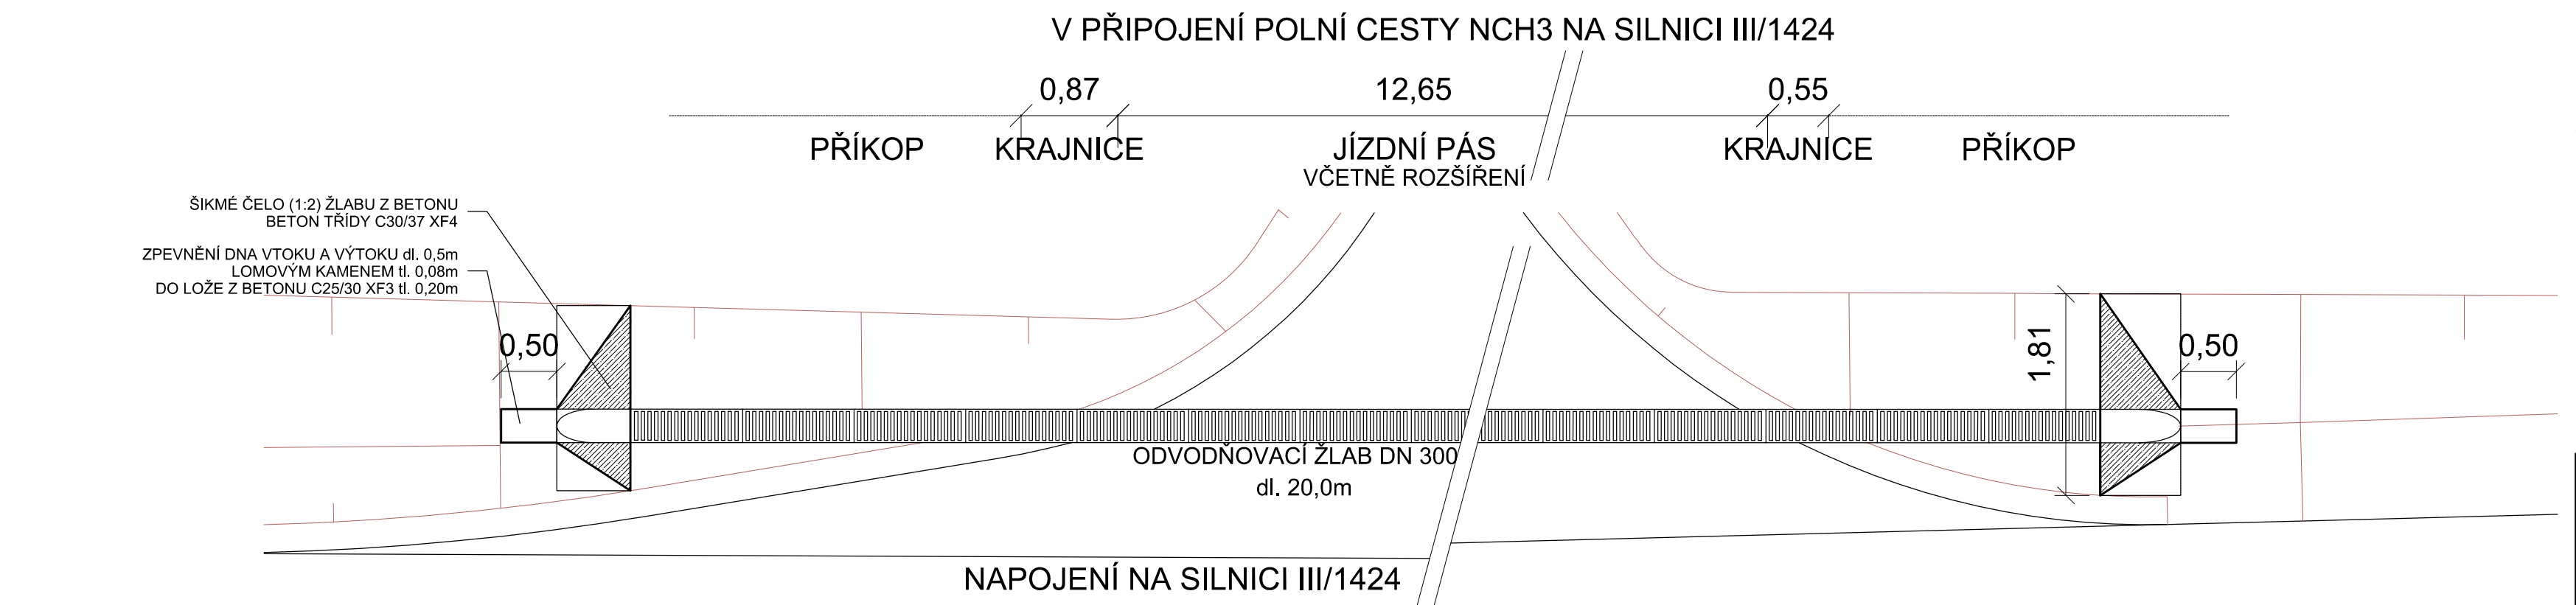 V PŘIPOJENÍ POLNÍ CESTY NCH3 NA SILNICI III/1424
0,87
12,65
0,55
PŘÍKOP
KRAJNICE
JÍZDNÍ PÁS
VČETNĚ ROZŠÍŘENÍ
KRAJNICE
PŘÍKOP
ŠIKMÉ ČELO (1:2) ŽLABU Z BETONU
BETON TŘÍDY C30/37 XF4
ZPEVNĚNÍ DNA VTOKU A VÝTOKU dl. 0,5m
LOMOVÝM KAMENEM tl. 0,08m
DO LOŽE Z BETONU C25/30 XF3 tl. 0,20m
0,50
1,81
0,50
ODVODŇOVACÍ ŽLAB DN 300
dl. 20,0m
NAPOJENÍ NA SILNICI III/1424